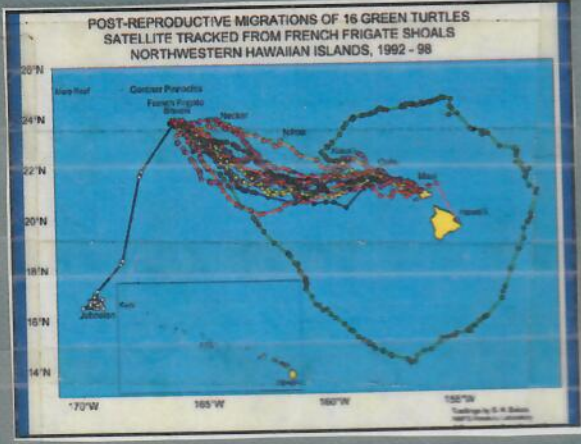 POST-REPRODUCTIVE MIGRATIONS OF 16 GREEN TURTLES
SATELLITE TRACKED FROM FRENCH FRIGATE SHOALS
NORTHWESTERN HAWAIIAN ISLANDS, 1992 - 98
26°N
Gardner Pinnacles
French Frigate
Shoals
Necker
24°N
Nihoa
Kauai
Oahu
22°N
Maui
Hawaii
20°N
18°N
Johnston
16°N
14°N
170°W
165°W
160°W
155°W